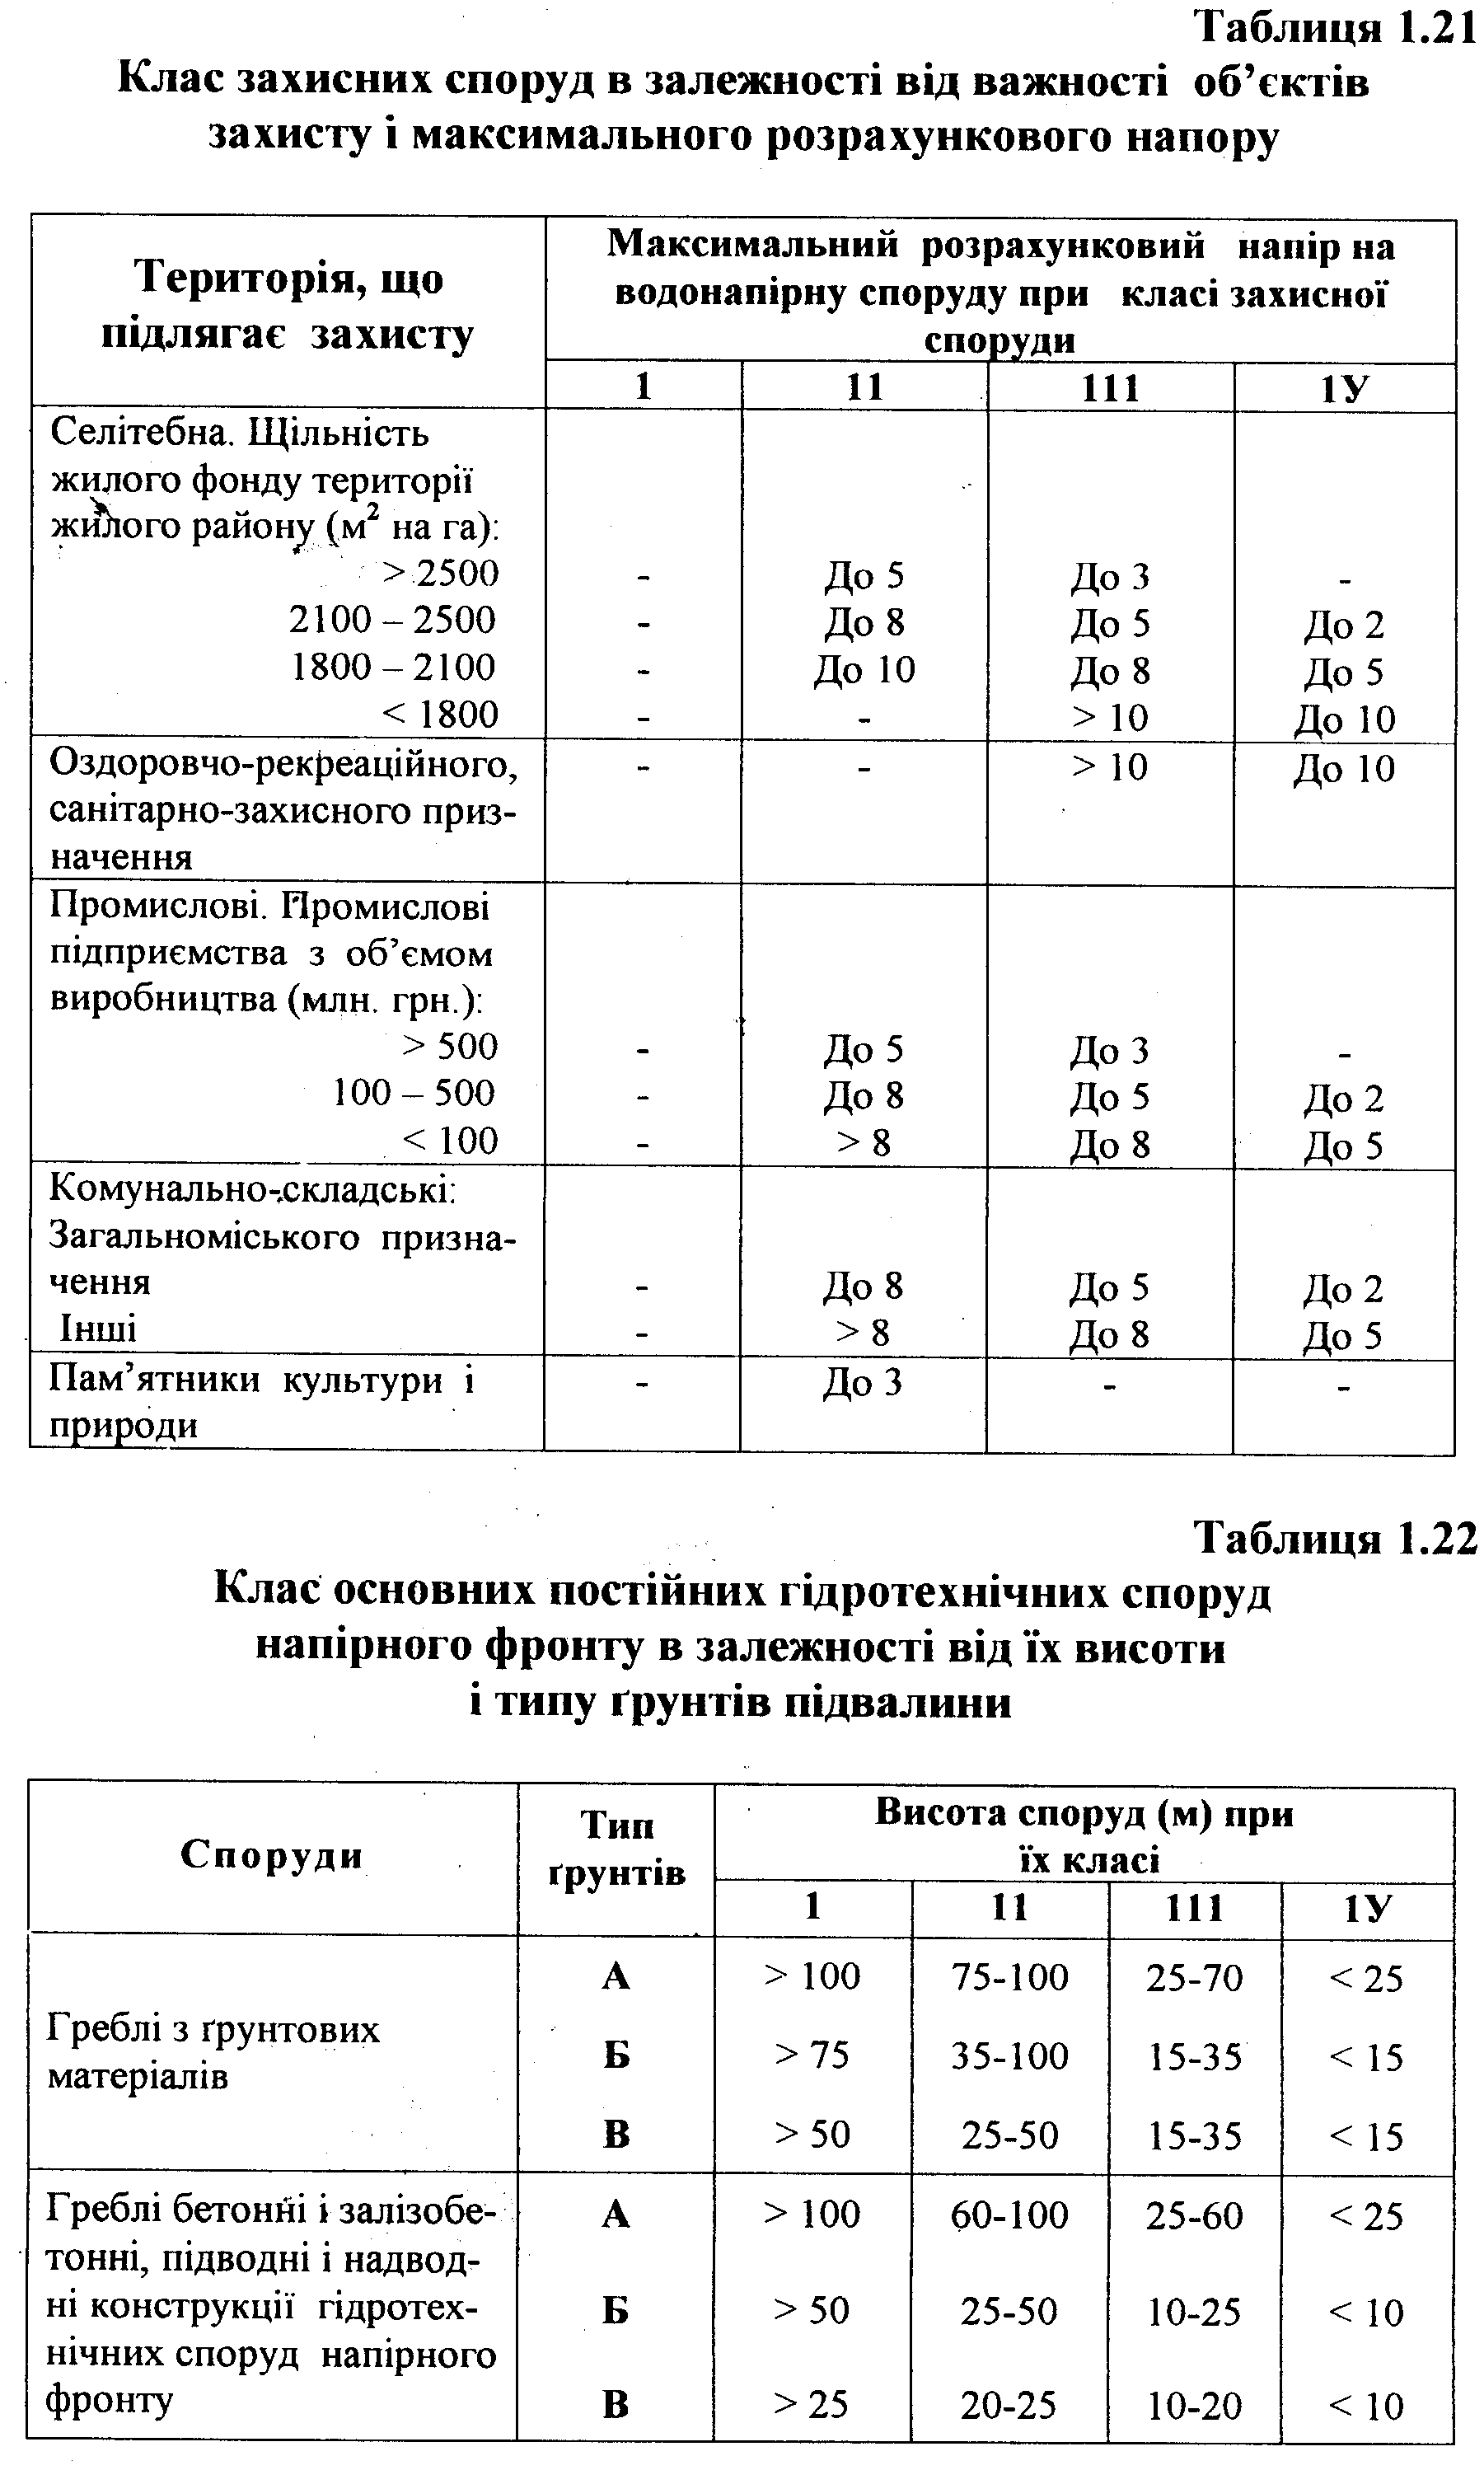 Таблиця 1.21
Клас захисних споруд в залежності від важності об’єктів
захисту і максимального розрахункового напору
Територія, що
підлягає захисту
Максимальний розрахунковий напір на
водонапірну споруду при класі захисної
споруди
1 11 111 1У
Селітебна. Щільність
жилого фонду території
жилого району (м² на га):
> 2500 - До 5 До 3 -
2100 – 2500 - До 8 До 5 До 2
1800 – 2100 - До 10 До 8 До 5
< 1800 - - > 10 До 10
Оздоровчо-рекреаційного, - - > 10 До 10
санітарно-захисного приз-
начення
Промислові. Промислові
підприємства з об’ємом
виробництва (млн. грн.):
> 500 - До 5 До 3 -
100 – 500 - До 8 До 5 До 2
< 100 - > 8 До 8 До 5
Комунально-складські:
Загальноміського призна-
чення - До 8 До 5 До 2
Інші - > 8 До 8 До 5
Пам’ятники культури і - До 3 - -
природи
Таблиця 1.22
Клас основних постійних гідротехнічних споруд
напірного фронту в залежності від їх висоти
і типу ґрунтів підвалини
Споруди
Тип
ґрунтів
Висота споруд (м) при
їх класі
1 11 111 1У
Греблі з ґрунтових
матеріалів
А > 100 75-100 25-70 < 25
Б > 75 35-100 15-35 < 15
В > 50 25-50 15-35 < 15
Греблі бетонні і залізобе-
тонні, підводні і надвод-
ні конструкції гідротех-
нічних споруд напірного
фронту
А > 100 60-100 25-60 < 25
Б > 50 25-50 10-25 < 10
В > 25 20-25 10-20 < 10